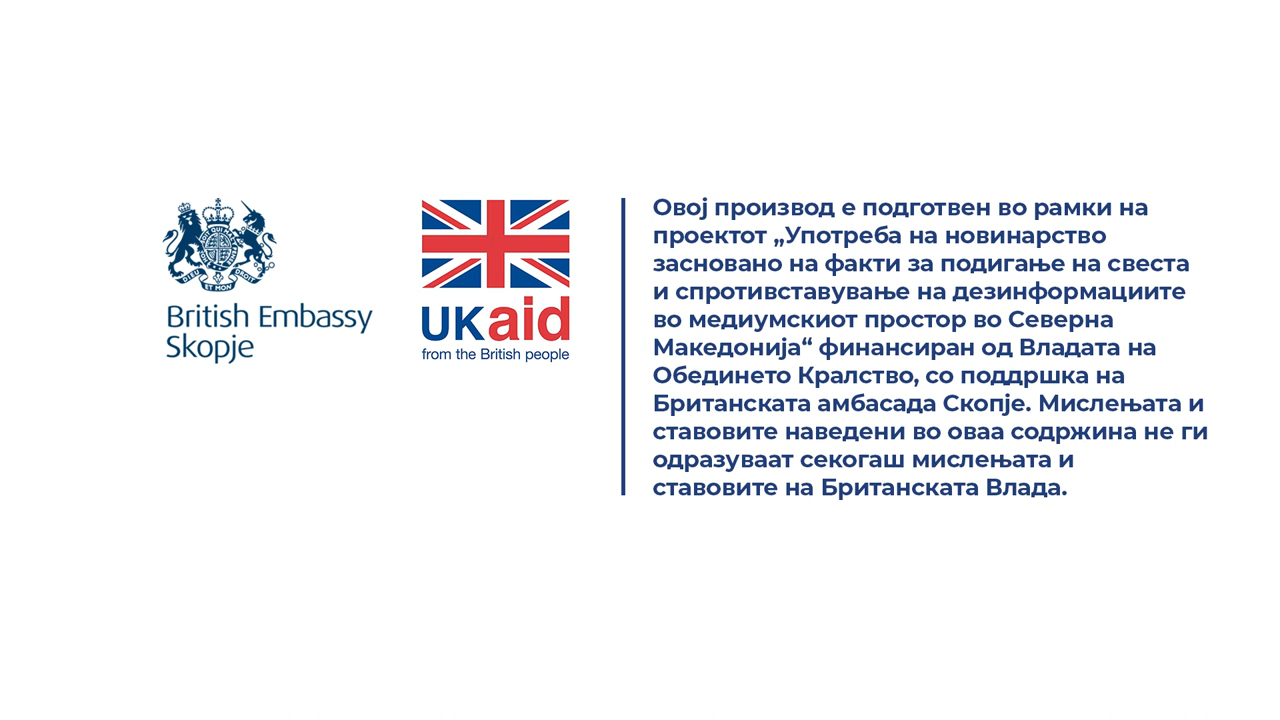 British Embassy
Skopje
UKaid
from the British people
Овој производ е подготвен во рамки на
проектот „Употреба на новинарство
засновано на факти за подигање на свеста
и спротивставување на дезинформациите
во медиумскиот простор во Северна
Македонија“ финансиран од Владата на
Обединето Кралство, со поддршка на
Британската амбасада Скопје. Мислењата и
ставовите наведени во оваа содржина не ги
одразуваат секогаш мислењата и
ставовите на Британската Влада.